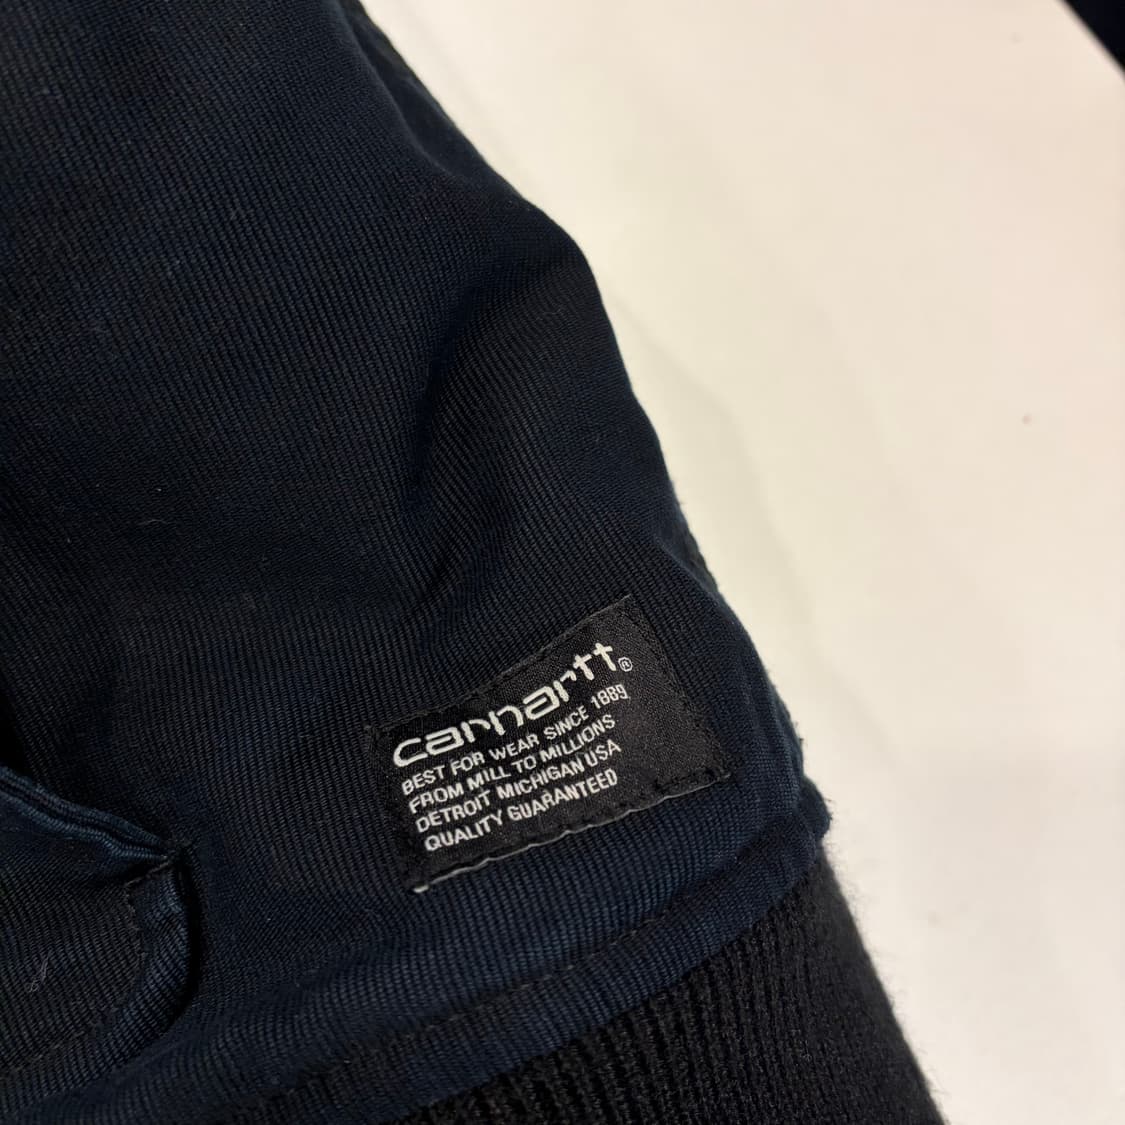 carhartt®
BEST FOR WEAR SINCE 1889
FROM MILL TO MILLIONS
DETROIT MICHIGAN USA
QUALITY GUARANTEED